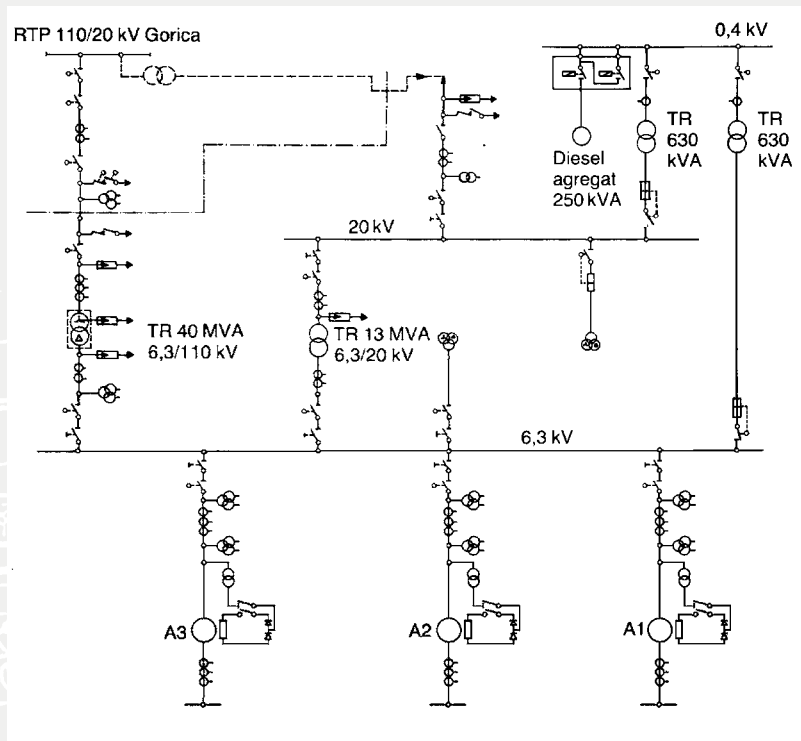 RTP 110/20 kV Gorica
0,4 kV
TR
630
kVA
TR
630
kVA
Diesel
agregat
250 kVA
20 kV
TR 40 MVA
6,3/110 kV
TR 13 MVA
6,3/20 kV
6,3 kV
A3
A2
A1